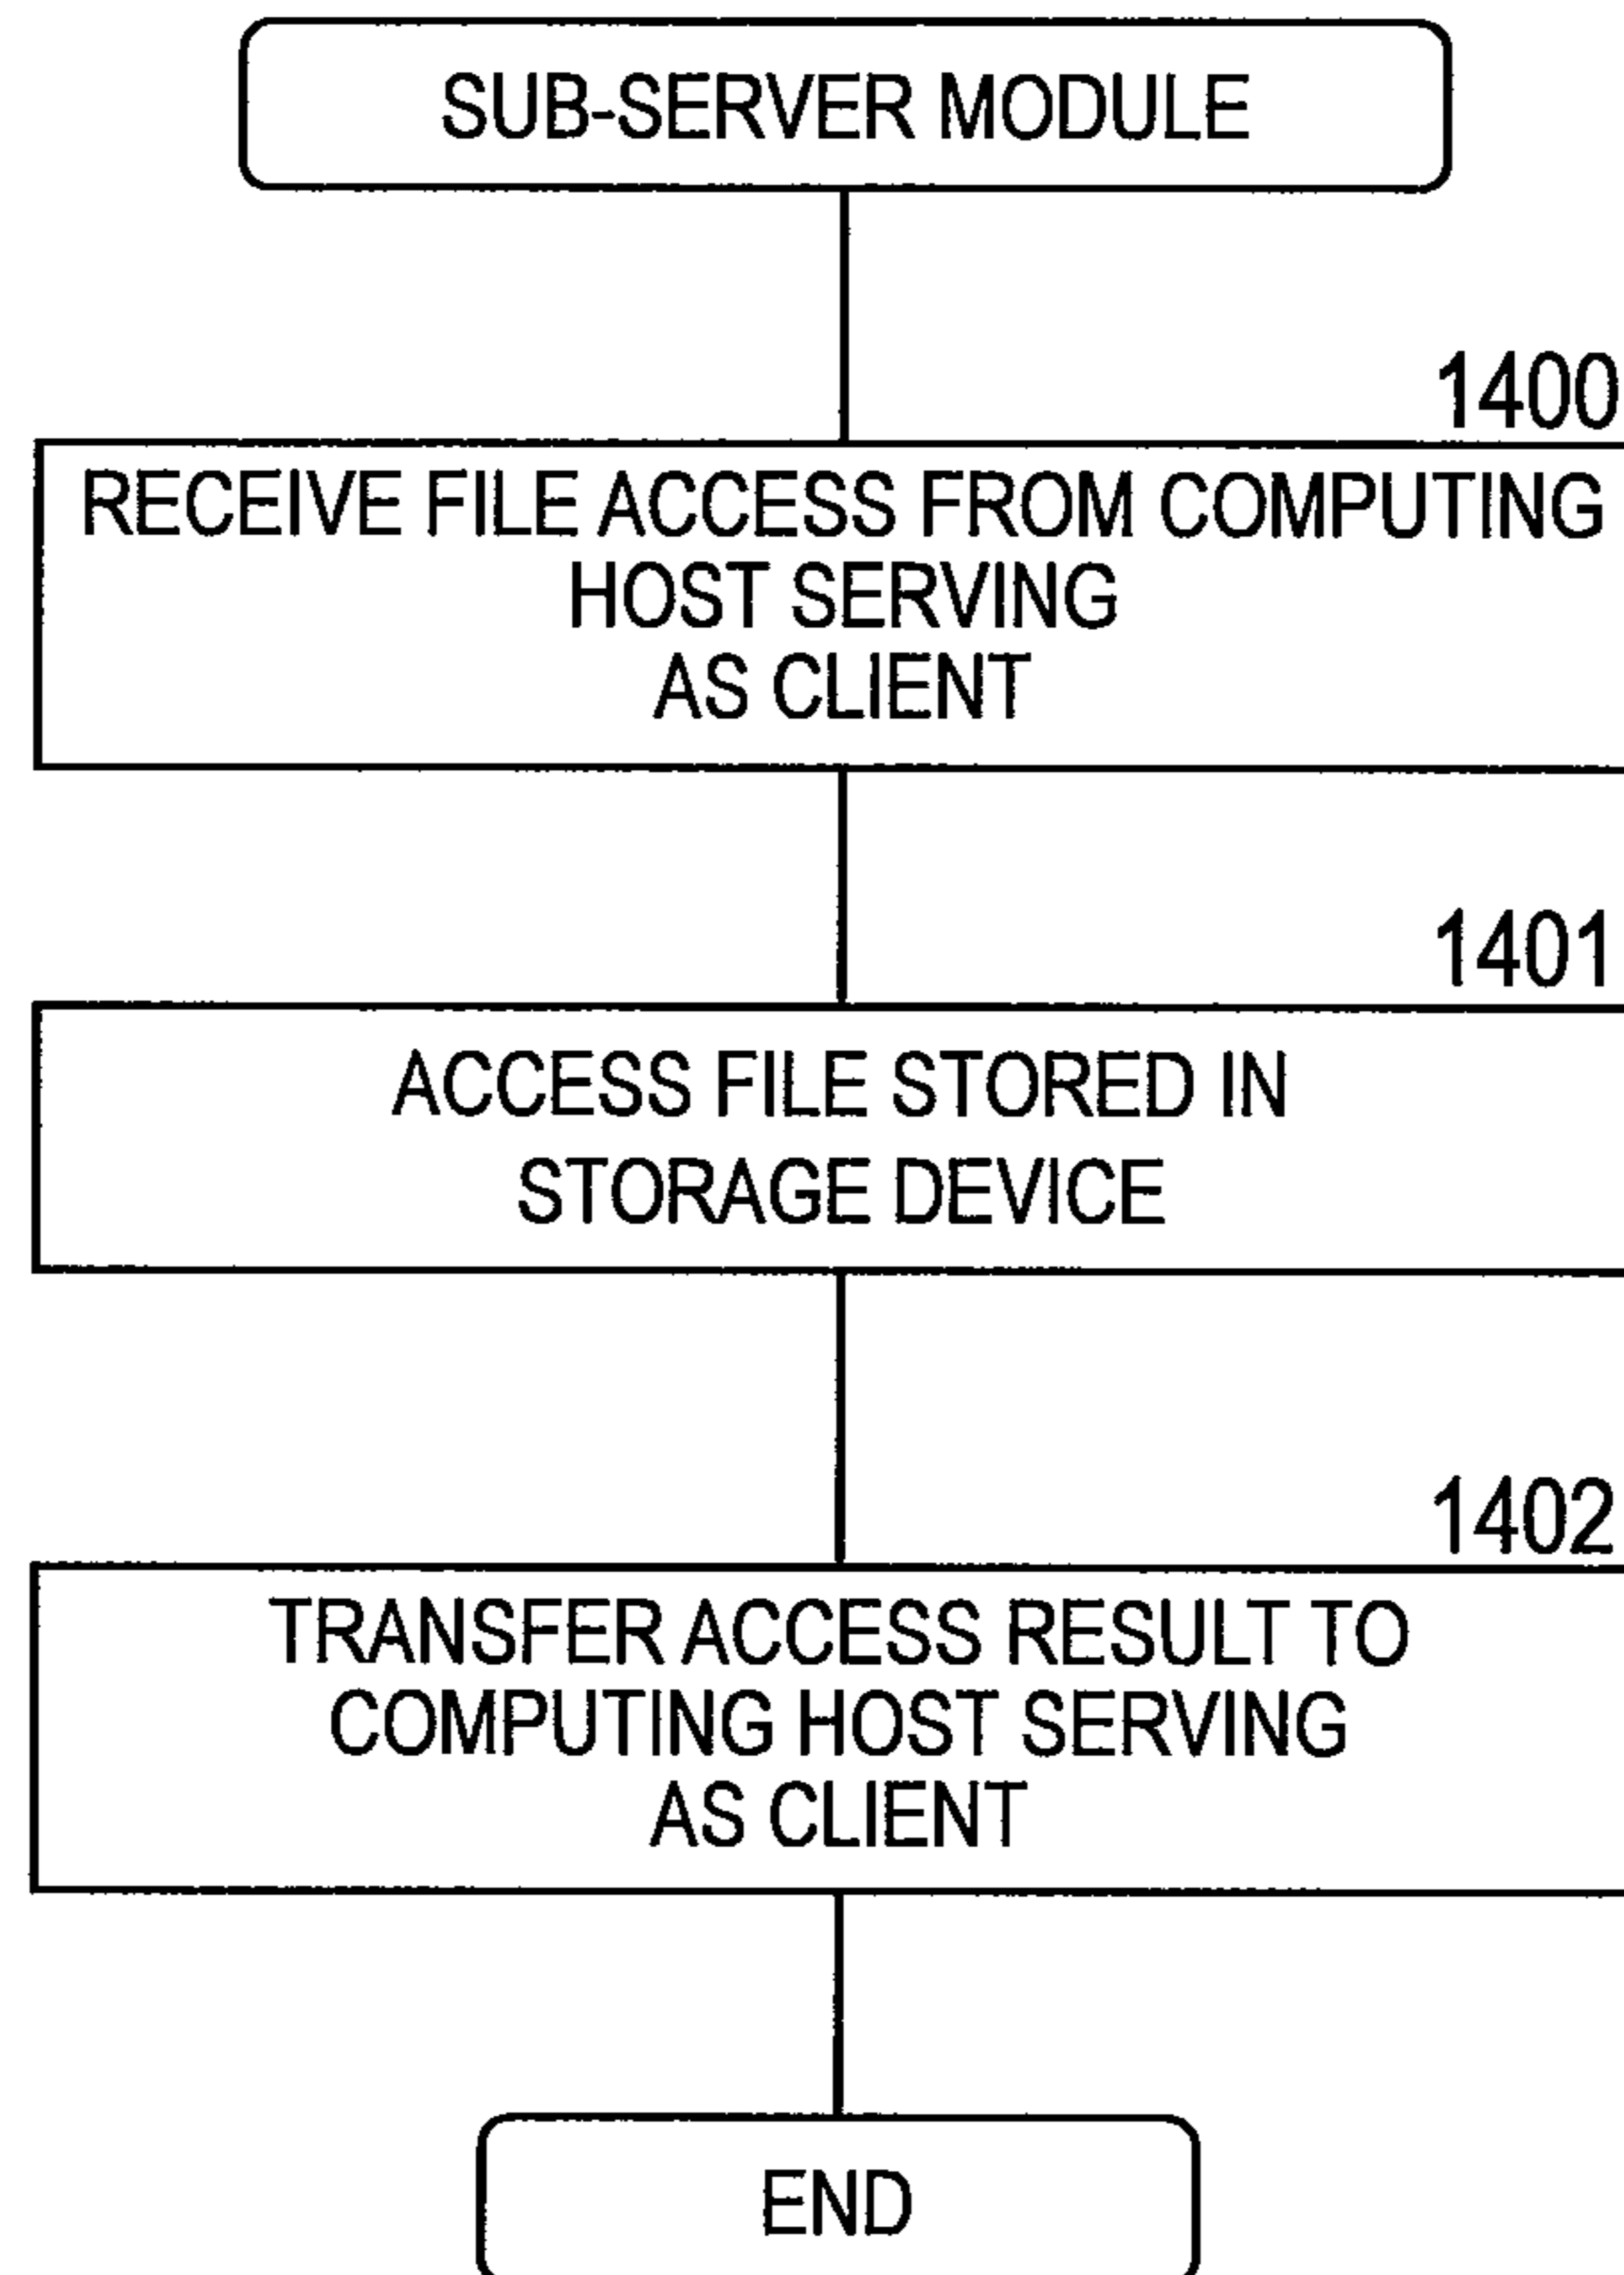 SUB-SERVER MODULE
1400
RECEIVE FILE ACCESS FROM COMPUTING
HOST SERVING
AS CLIENT
1401
ACCESS FILE STORED IN
STORAGE DEVICE
1402
TRANSFER ACCESS RESULT TO
COMPUTING HOST SERVING
AS CLIENT
END